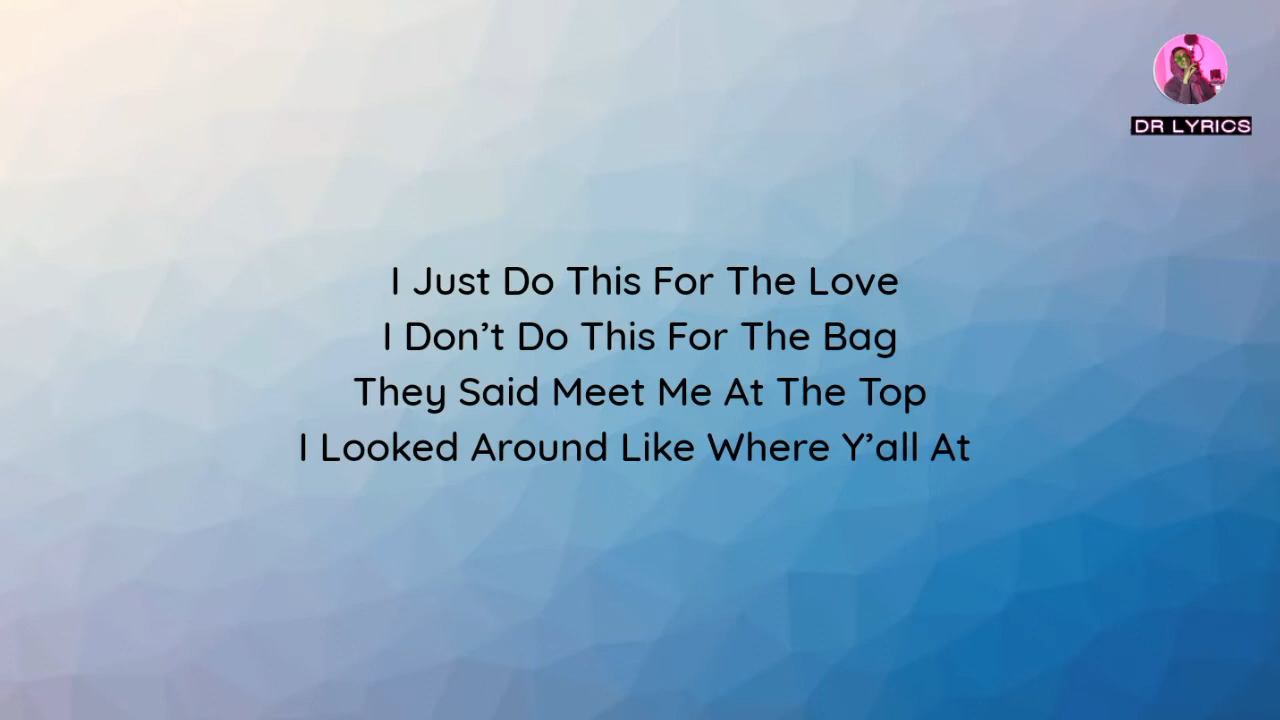 DR LYRICS
I Just Do This For The Love
I Don’t Do This For The Bag
They Said Meet Me At The Top
I Looked Around Like Where Y’all At